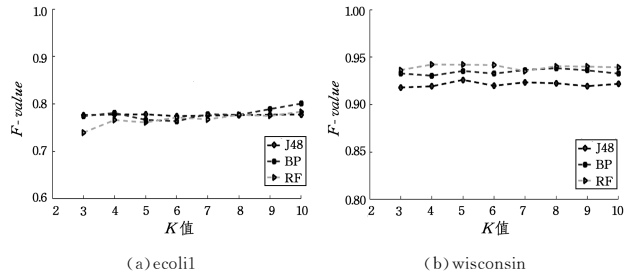 1.0
0.9
0.8
0.7
0.6
F-value
2 3 4 5 6 7 8 9 10
K值
J48
BP
RF
(a)ecoli1
1.00
0.95
0.90
0.85
0.80
F-value
2 3 4 5 6 7 8 9 10
K值
J48
BP
RF
(b)wisconsin